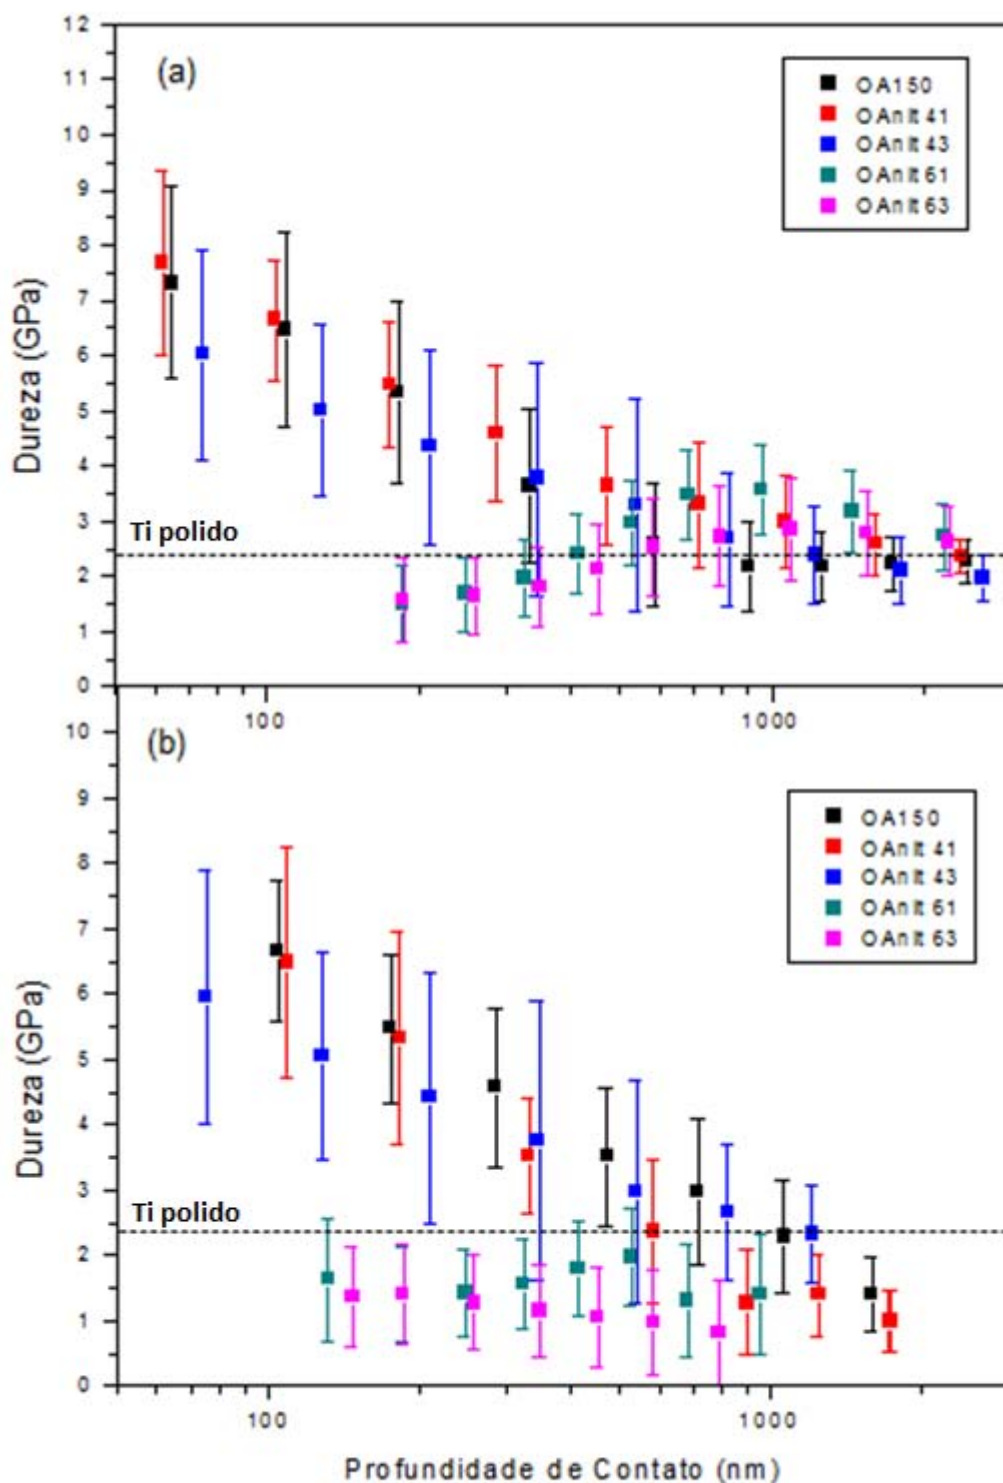 (a)
OA150
OAnit 41
OAnit 43
OAnit 61
OAnit 63
Dureza (GPa)
12
11
10
9
8
7
6
5
4
3
2
1
0
Ti polido
100
1000
(b)
OA150
OAnit 41
OAnit 43
OAnit 61
OAnit 63
Dureza (GPa)
10
9
8
7
6
5
4
3
2
1
0
Ti polido
100
1000
Profundidade de Contato (nm)